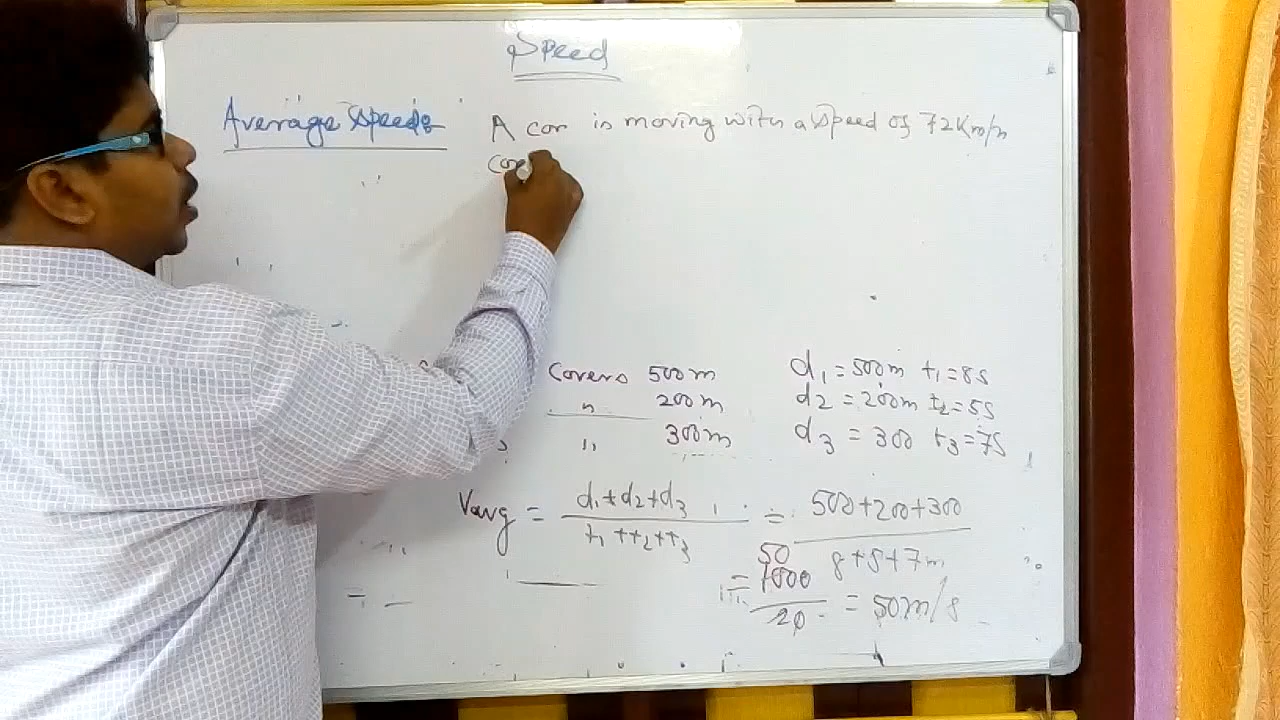 Speed
Average Speed:
A car is moving with a speed of 72Km/h
Covers 500m
" 200m
" 300m
d1 = 500m t1 = 8s
d2 = 200m t2 = 5s
d3 = 300 t3 = 7s
Vavg = d1+d2+d3 / t1+t2+t3 = 500+200+300 / 8+5+7
= 1000 / 20 = 50m/s
50